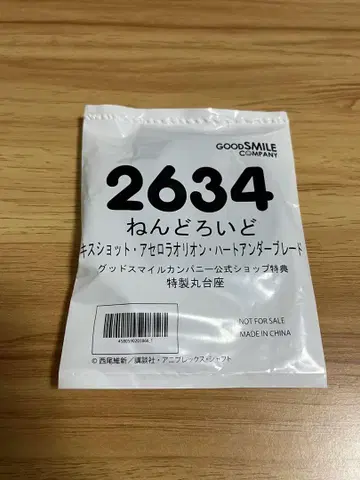 GOODSMILE
COMPANY
2634
ねんどろいど
キスショット・アセロラオリオン・ハートアンダーブレード
グッドスマイルカンパニー公式ショップ特典
特製丸台座
NOT FOR SALE
MADE IN CHINA
© 西尾維新／講談社・アニプレックス・シャフト